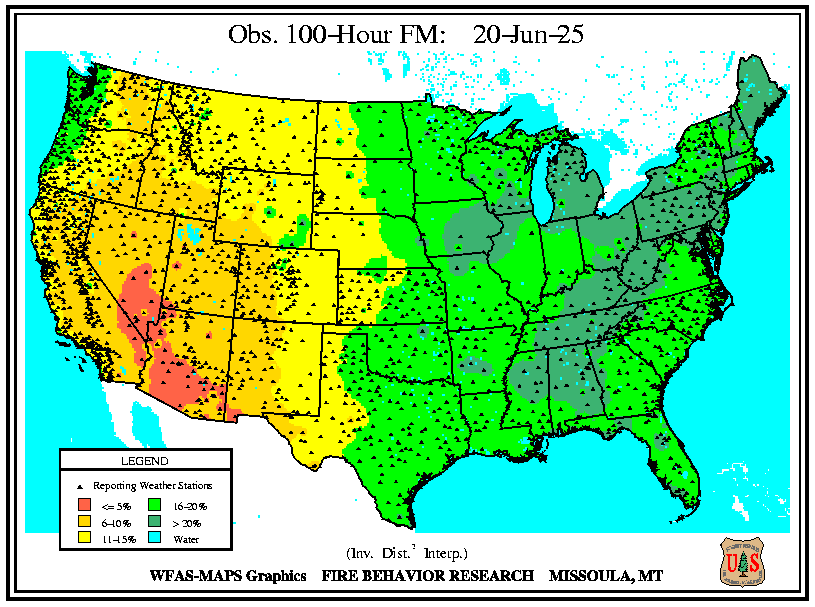 Obs. 100-Hour FM: 20-Jun-25
LEGEND
Reporting Weather Stations
<= 5%
16-20%
6-10%
> 20%
11-15%
Water
(Inv. Dist.² Interp.)
WFAS-MAPS Graphics FIRE BEHAVIOR RESEARCH MISSOULA, MT
U S